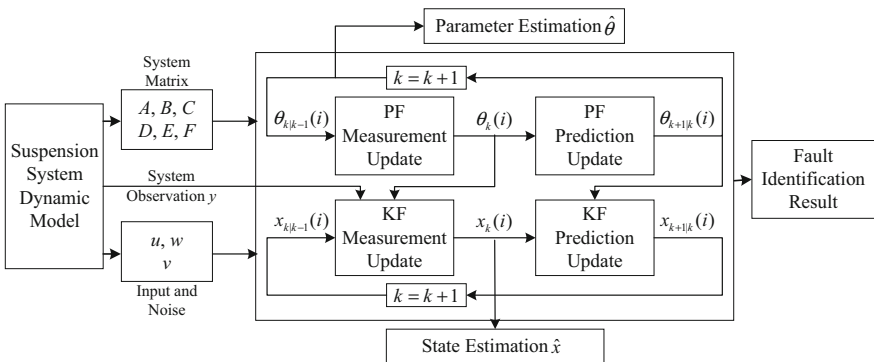 Parameter Estimation θ̂
System
Matrix
k = k + 1
A, B, C
D, E, F
θ_{k|k−1}(i)
PF
Measurement
Update
θ_k(i)
PF
Prediction
Update
θ_{k+1|k}(i)
Suspension
System
Dynamic
Model
System
Observation y
Fault
Identification
Result
x_{k|k−1}(i)
KF
Measurement
Update
x_k(i)
KF
Prediction
Update
x_{k+1|k}(i)
u, w
v
Input and
Noise
k = k + 1
State Estimation x̂